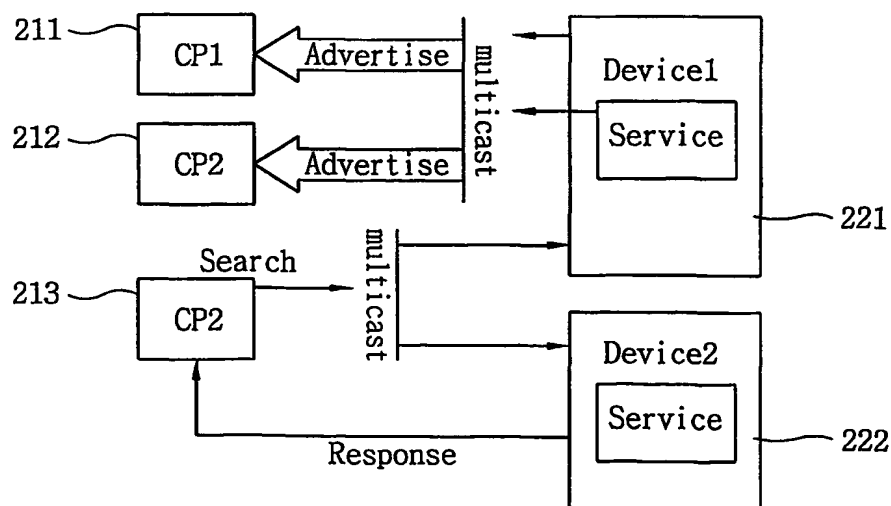 211
CP1
Advertise
multicast
Device1
Service
212
CP2
Advertise
221
Search
multicast
213
CP2
Device2
Service
222
Response